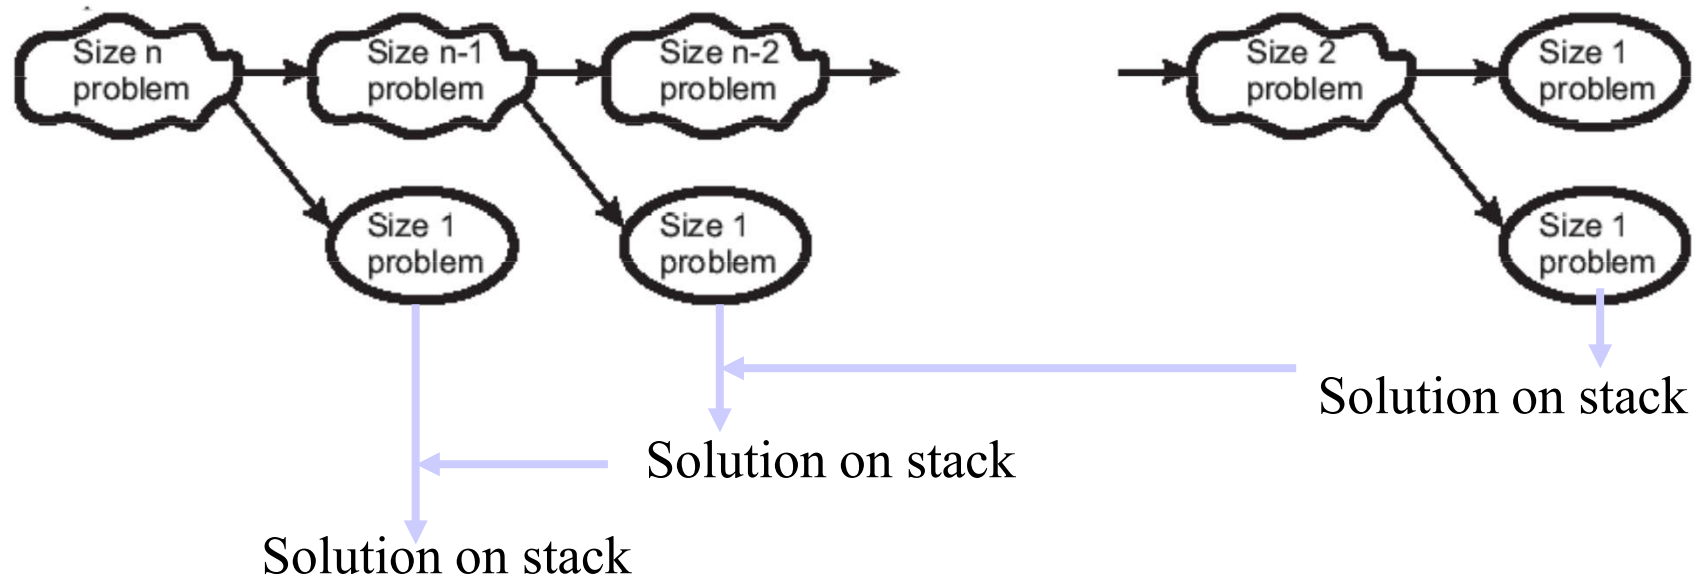 Size n
problem
Size n-1
problem
Size n-2
problem
Size 2
problem
Size 1
problem
Size 1
problem
Size 1
problem
Size 1
problem
Solution on stack
Solution on stack
Solution on stack